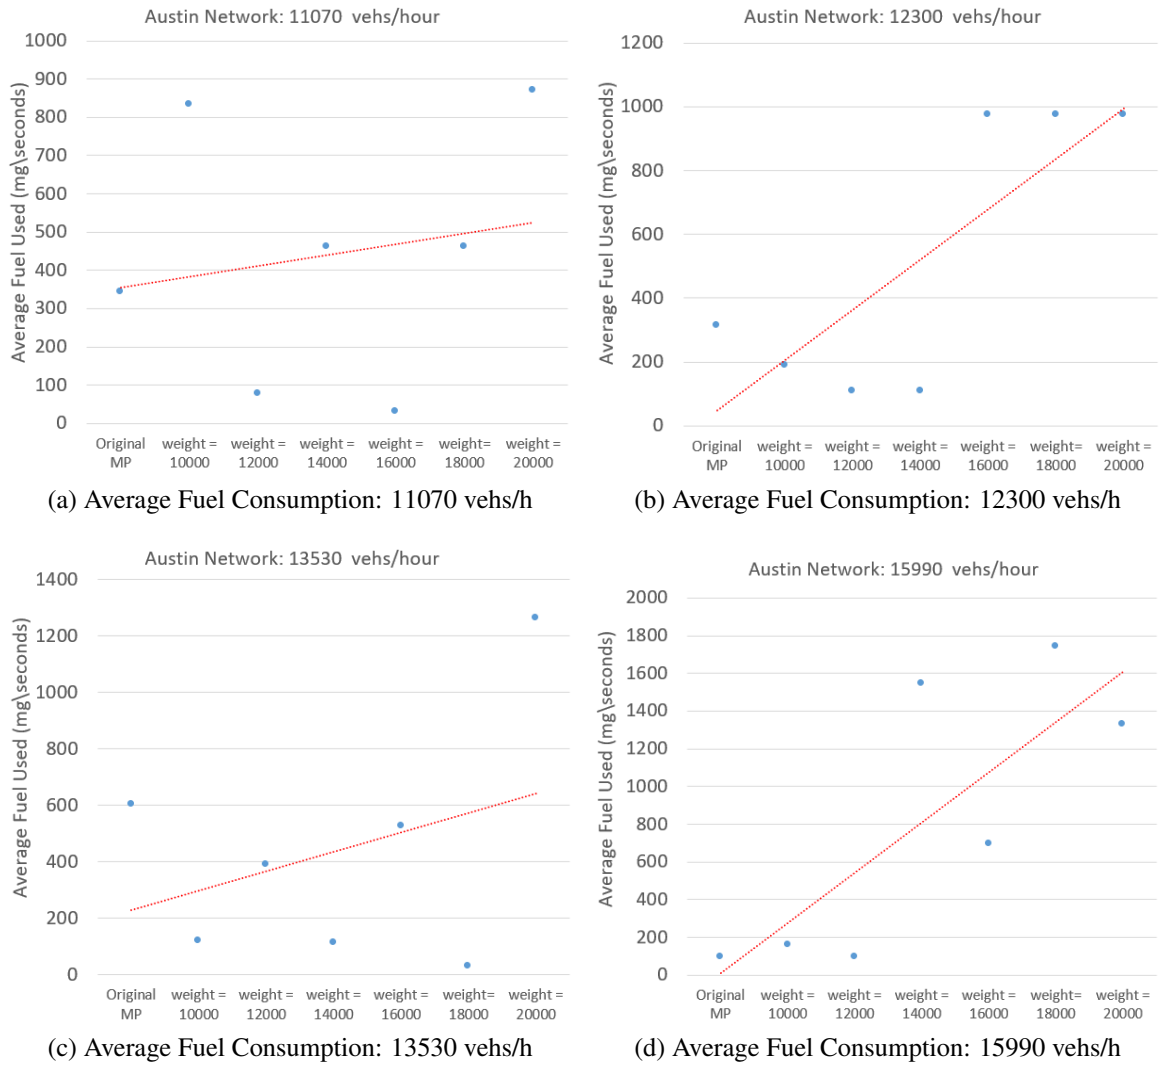 Austin Network: 11070 vehs/hour
Average Fuel Used (mg\seconds)
1000
900
800
700
600
500
400
300
200
100
0
Original MP
weight = 10000
weight = 12000
weight = 14000
weight = 16000
weight= 18000
weight = 20000
(a) Average Fuel Consumption: 11070 vehs/h
Austin Network: 12300 vehs/hour
Average Fuel Used (mg\seconds)
1200
1000
800
600
400
200
0
Original MP
weight = 10000
weight = 12000
weight = 14000
weight = 16000
weight= 18000
weight = 20000
(b) Average Fuel Consumption: 12300 vehs/h
Austin Network: 13530 vehs/hour
Average Fuel Used (mg\seconds)
1400
1200
1000
800
600
400
200
0
Original MP
weight = 10000
weight = 12000
weight = 14000
weight = 16000
weight= 18000
weight = 20000
(c) Average Fuel Consumption: 13530 vehs/h
Austin Network: 15990 vehs/hour
Average Fuel Used (mg\seconds)
2000
1800
1600
1400
1200
1000
800
600
400
200
0
Original MP
weight = 10000
weight = 12000
weight = 14000
weight = 16000
weight= 18000
weight = 20000
(d) Average Fuel Consumption: 15990 vehs/h